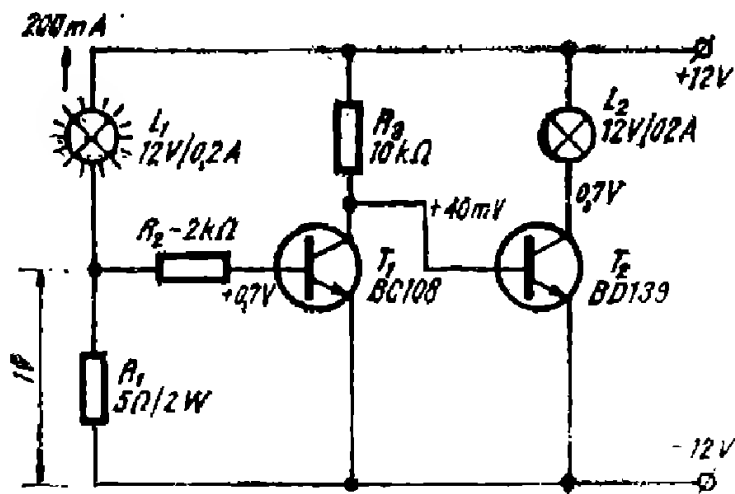 200mA
+12V
L₁
12V/0,2A
R₃
10kΩ
L₂
12V/02A
0,7V
+40mV
R₂-2kΩ
+0,7V
T₁
BC108
T₂
BD139
1V
R₁
5Ω/2W
-12V